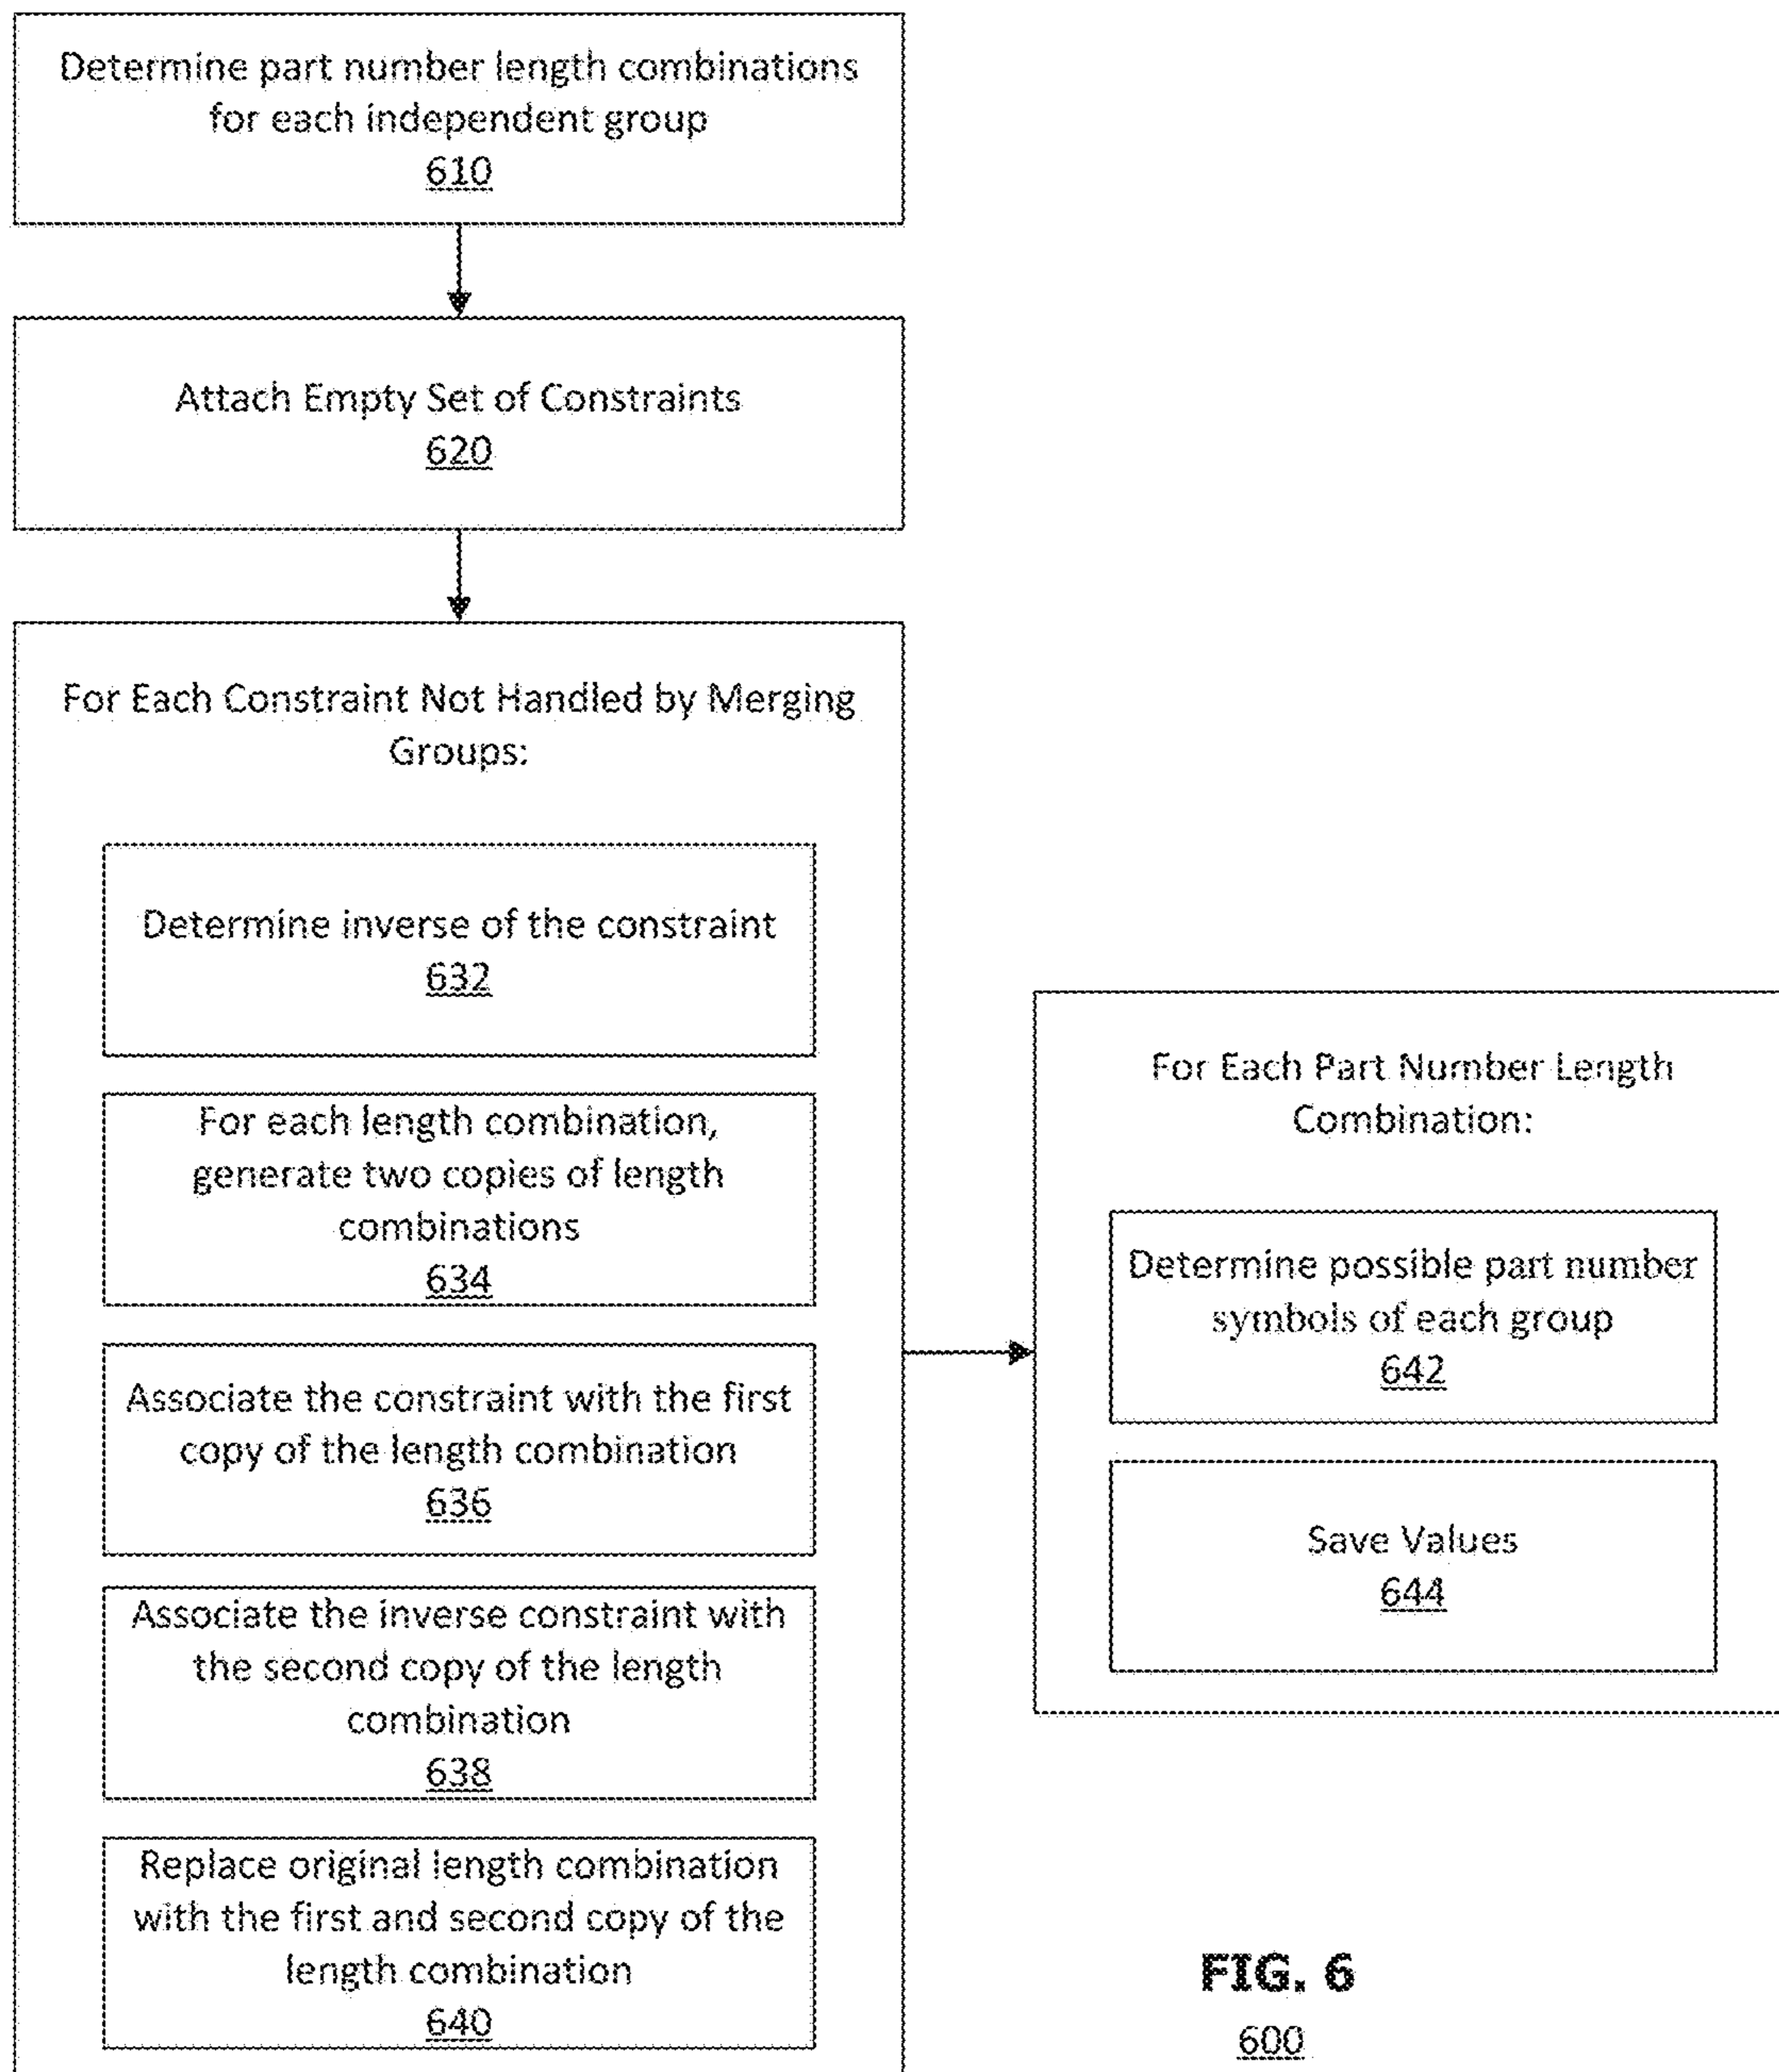 Determine part number length combinations
for each independent group
610
Attach Empty Set of Constraints
620
For Each Constraint Not Handled by Merging
Groups:
Determine inverse of the constraint
632
For each length combination,
generate two copies of length
combinations
634
Associate the constraint with the first
copy of the length combination
636
Associate the inverse constraint with
the second copy of the length
combination
638
Replace original length combination
with the first and second copy of the
length combination
640
For Each Part Number Length
Combination:
Determine possible part number
symbols of each group
642
Save Values
644
FIG. 6
600